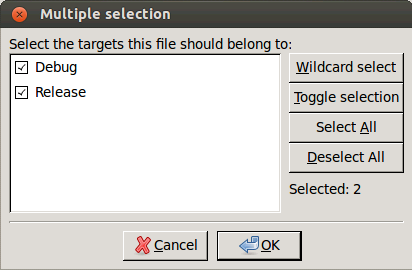 Multiple selection
Select the targets this file should belong to:
Debug
Release
Wildcard select
Toggle selection
Select All
Deselect All
Selected: 2
Cancel
OK